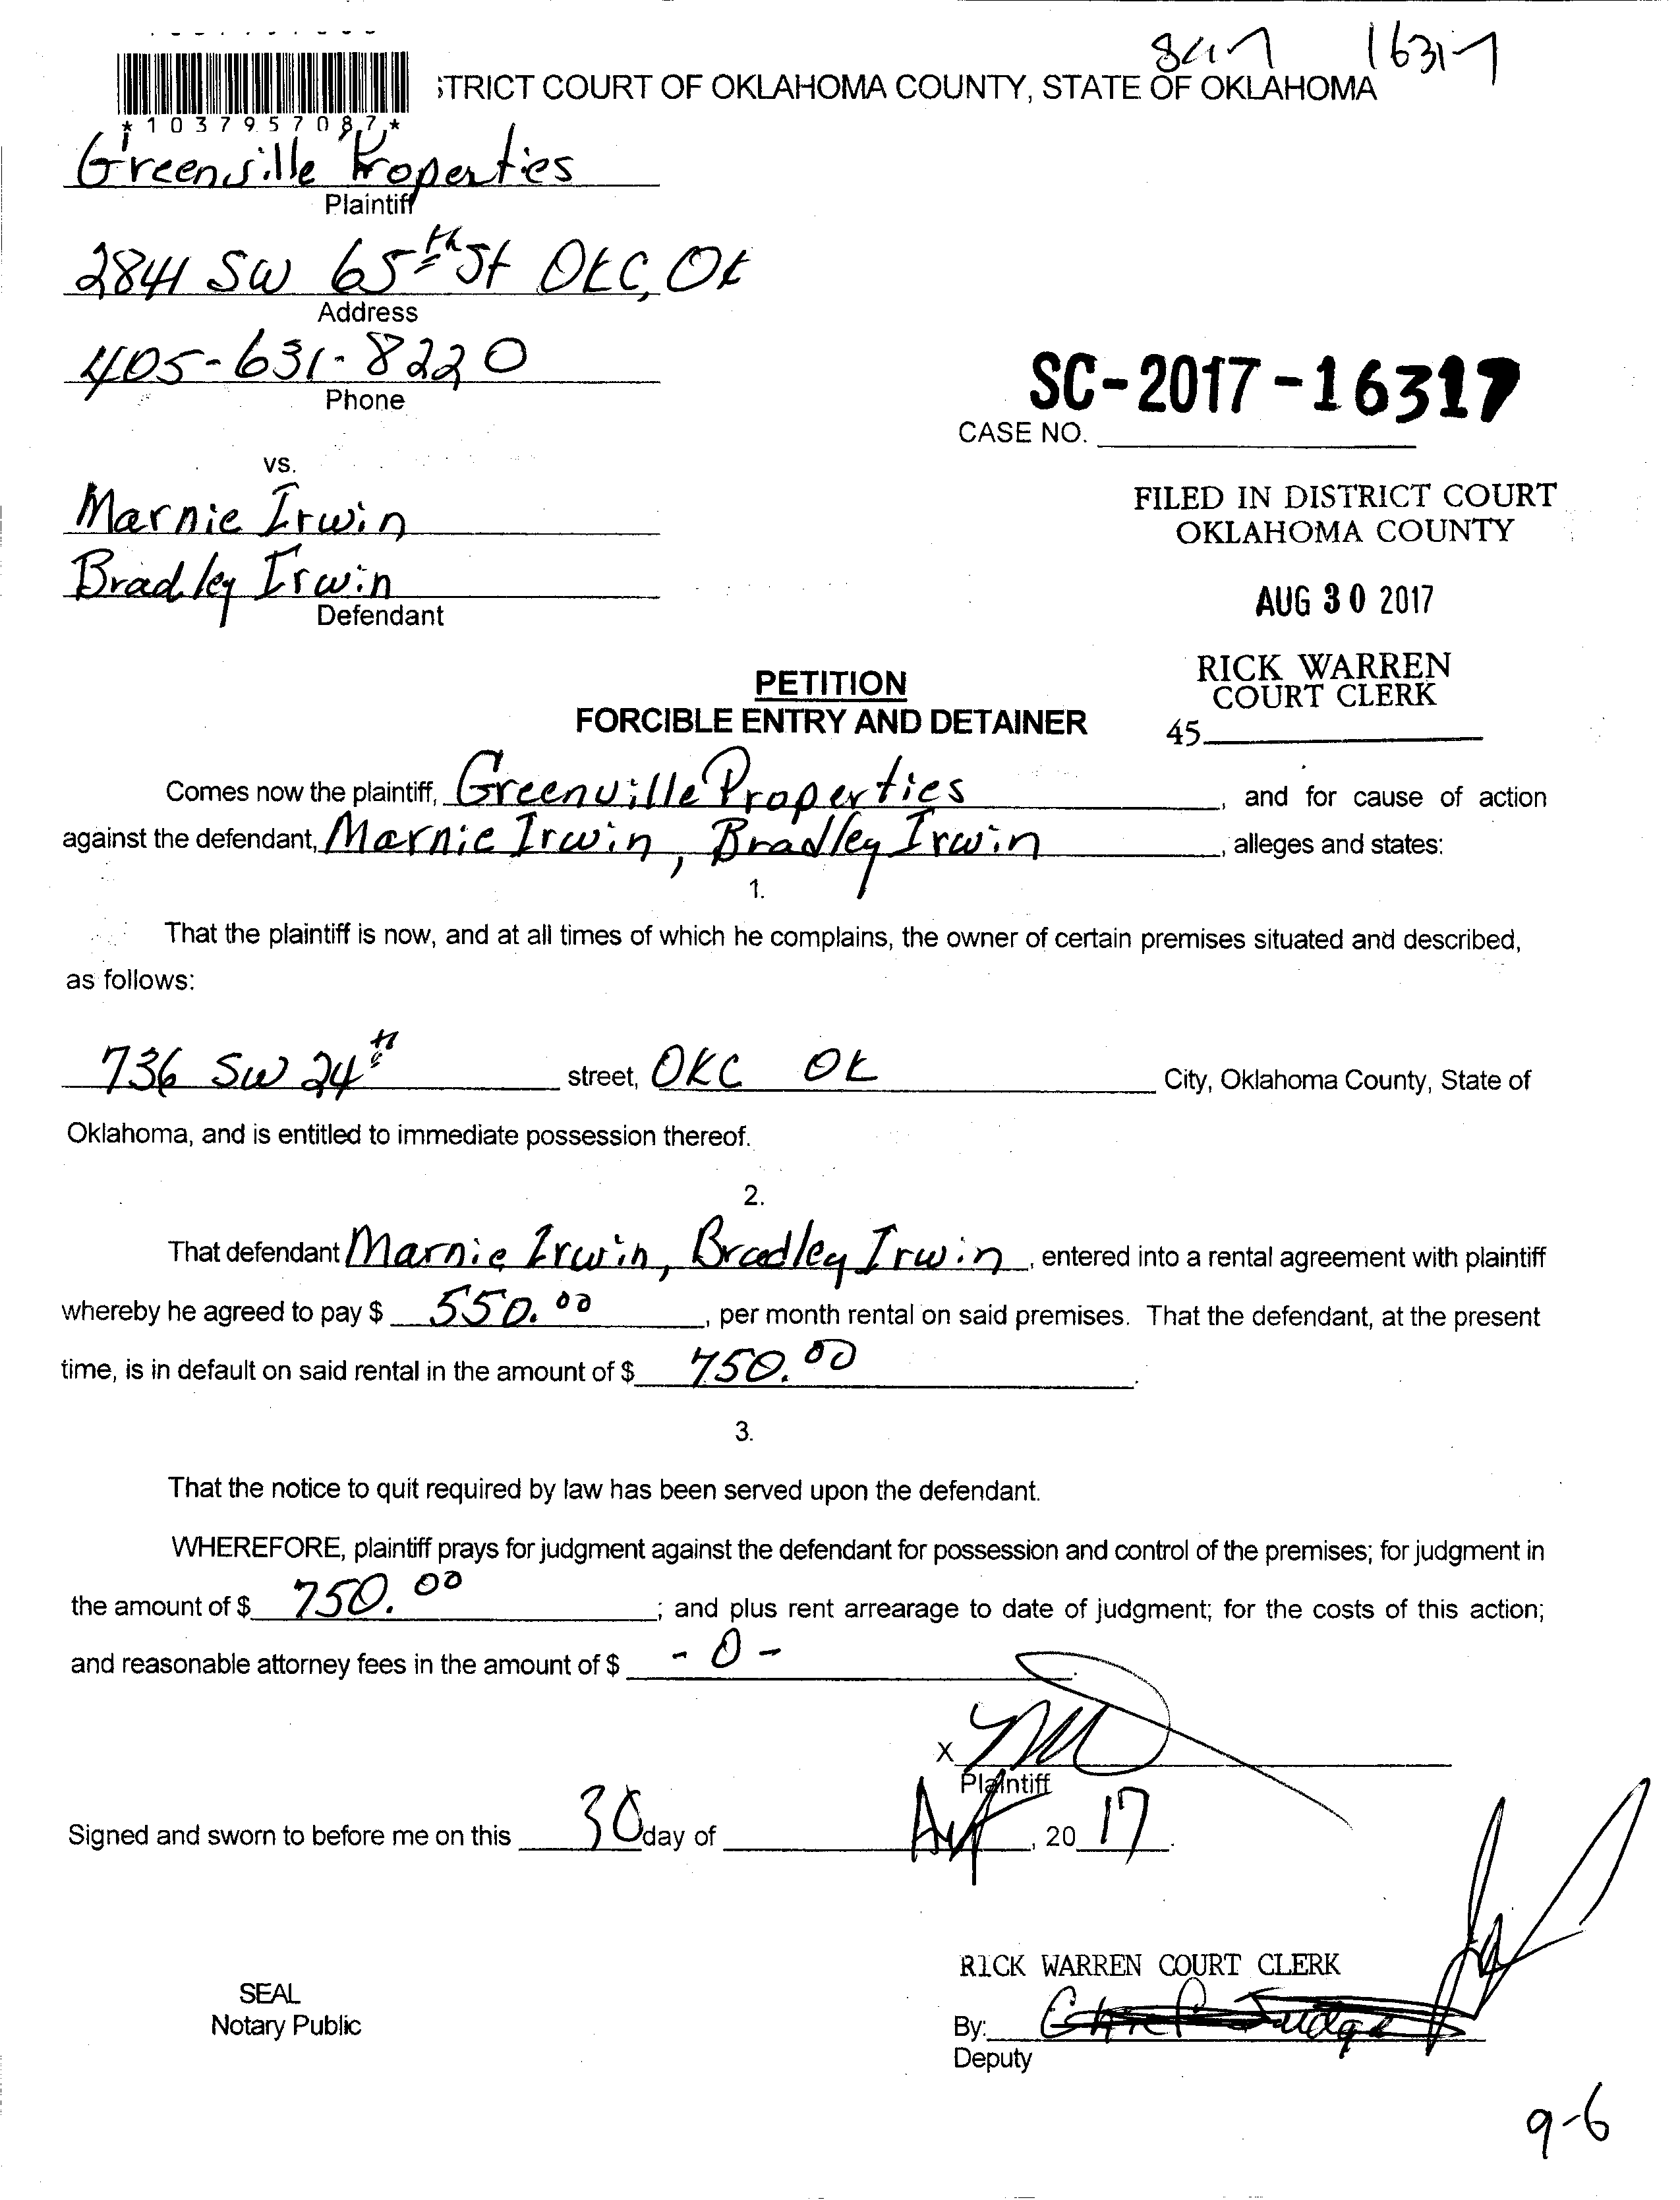 16317
STRICT COURT OF OKLAHOMA COUNTY, STATE OF OKLAHOMA
*1037957087*
Greenville Properties
Plaintiff
2841 SW 65th St OKC, OK
Address
405-631-8220
Phone
SC-2017-16317
CASE NO.
vs.
Marnie Irwin
Bradley Irwin
Defendant
FILED IN DISTRICT COURT
OKLAHOMA COUNTY
AUG 30 2017
RICK WARREN
COURT CLERK
45
PETITION
FORCIBLE ENTRY AND DETAINER
Comes now the plaintiff, Greenville Properties, and for cause of action
against the defendant, Marnie Irwin, Bradley Irwin, alleges and states:
1.
That the plaintiff is now, and at all times of which he complains, the owner of certain premises situated and described,
as follows:
736 SW 24th street, OKC OK City, Oklahoma County, State of
Oklahoma, and is entitled to immediate possession thereof.
2.
That defendant Marnie Irwin, Bradley Irwin, entered into a rental agreement with plaintiff
whereby he agreed to pay $ 550.00, per month rental on said premises. That the defendant, at the present
time, is in default on said rental in the amount of $ 750.00.
3.
That the notice to quit required by law has been served upon the defendant.
WHEREFORE, plaintiff prays for judgment against the defendant for possession and control of the premises; for judgment in
the amount of $ 750.00; and plus rent arrearage to date of judgment; for the costs of this action;
and reasonable attorney fees in the amount of $ -0-.
X
Plaintiff
Signed and sworn to before me on this 30 day of Aug, 20 17.
RICK WARREN COURT CLERK
SEAL
Notary Public
By: Chief Judge
Deputy
9-6